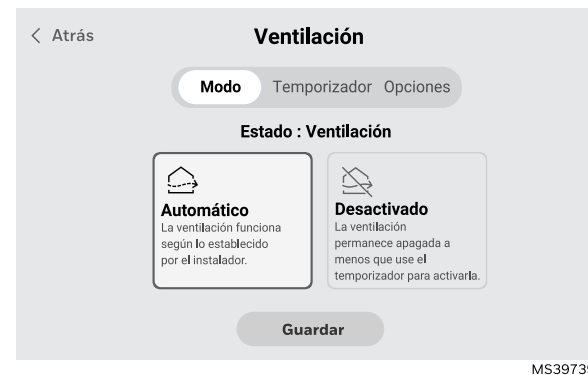 Atrás
Ventilación
Modo Temporizador Opciones
Estado : Ventilación
Automático
La ventilación funciona
según lo establecido
por el instalador.
Desactivado
La ventilación
permanece apagada a
menos que use el
temporizador para activarla.
Guardar